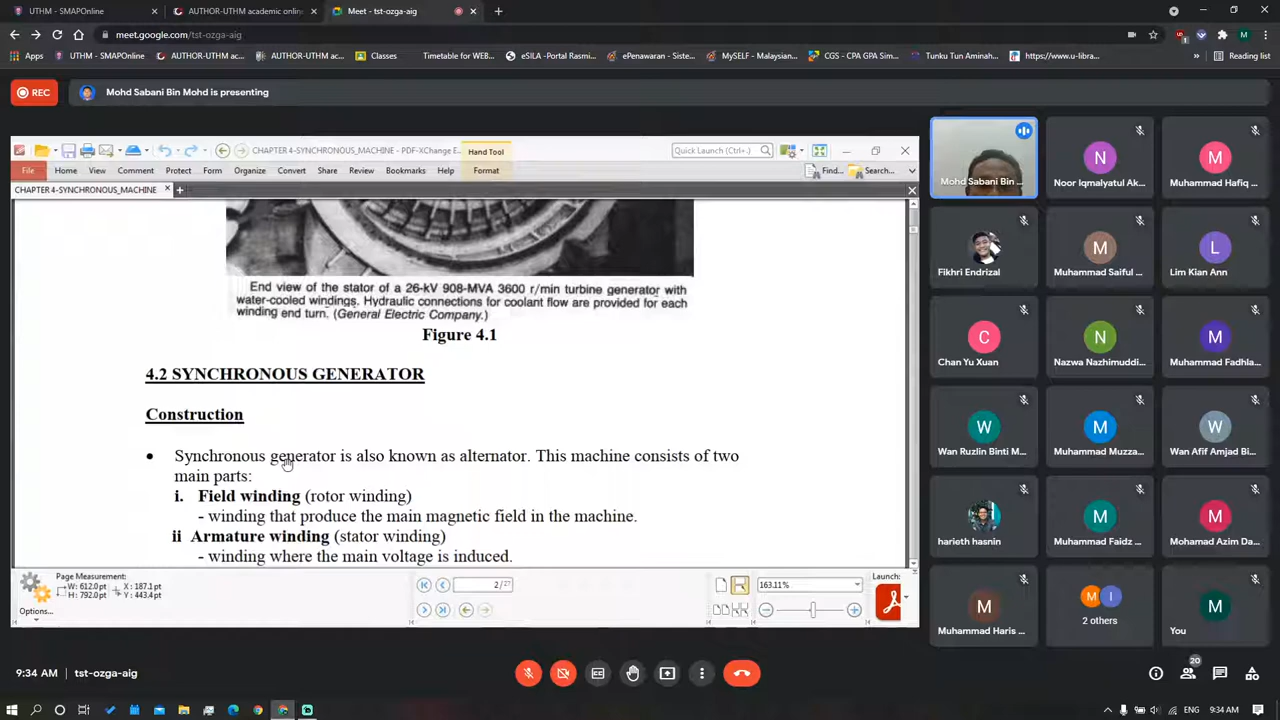 UTHM - SMAPOnline
AUTHOR-UTHM academic onlin
Meet - tst-ozga-aig
meet.google.com/tst-ozga-aig
Apps
UTHM - SMAPOnline
AUTHOR-UTHM ac...
AUTHOR-UTHM ac...
Classes
Timetable for WEB...
eSILA -Portal Rasmi...
ePenawaran - Siste...
MySELF - Malaysian...
CGS - CPA GPA Sim...
Tunku Tun Aminah...
https://www.u-libra...
Reading list
REC
Mohd Sabani Bin Mohd is presenting
CHAPTER 4-SYNCHRONOUS_MACHINE - PDF-XChange E...
Hand Tool
Quick Launch (Ctrl+.)
File
Home
View
Comment
Protect
Form
Organize
Convert
Share
Review
Bookmarks
Help
Format
Find...
Search...
CHAPTER 4-SYNCHRONOUS_MACHINE
End view of the stator of a 26-kV 908-MVA 3600 r/min turbine generator with
water-cooled windings. Hydraulic connections for coolant flow are provided for each
winding end turn. (General Electric Company.)
Figure 4.1
4.2 SYNCHRONOUS GENERATOR
Construction
• Synchronous generator is also known as alternator. This machine consists of two
main parts:
i. Field winding (rotor winding)
- winding that produce the main magnetic field in the machine.
ii Armature winding (stator winding)
- winding where the main voltage is induced.
Page Measurement:
W: 612.0 pt
X: 187.1 pt
H: 792.0 pt
Y: 443.4 pt
Options...
2 /27
163.11%
Launch:
Mohd Sabani Bin ...
N
Noor Iqmalyatul Ak...
M
Muhammad Hafiq ...
Fikhri Endrizal
M
Muhammad Saiful ...
L
Lim Kian Ann
C
Chan Yu Xuan
N
Nazwa Nazhimuddi...
M
Muhammad Fadhla...
W
Wan Ruzlin Binti M...
M
Muhammad Muzza...
W
Wan Afif Amjad Bi...
harieth hasnin
M
Muhammad Faidz ...
M
Mohamad Azim Da...
M
Muhammad Haris ...
M
I
2 others
M
You
9:34 AM
tst-ozga-aig
20
ENG
9:34 AM